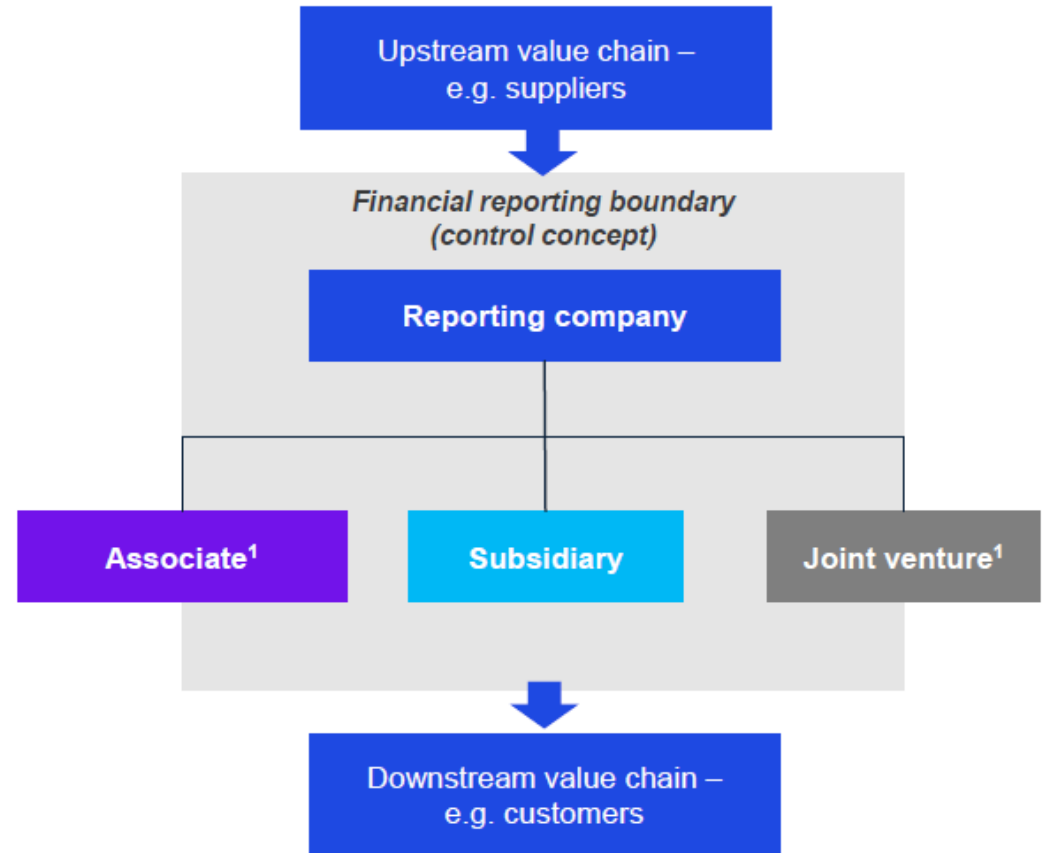 Upstream value chain –
e.g. suppliers
Financial reporting boundary
(control concept)
Reporting company
Associate¹
Subsidiary
Joint venture¹
Downstream value chain –
e.g. customers